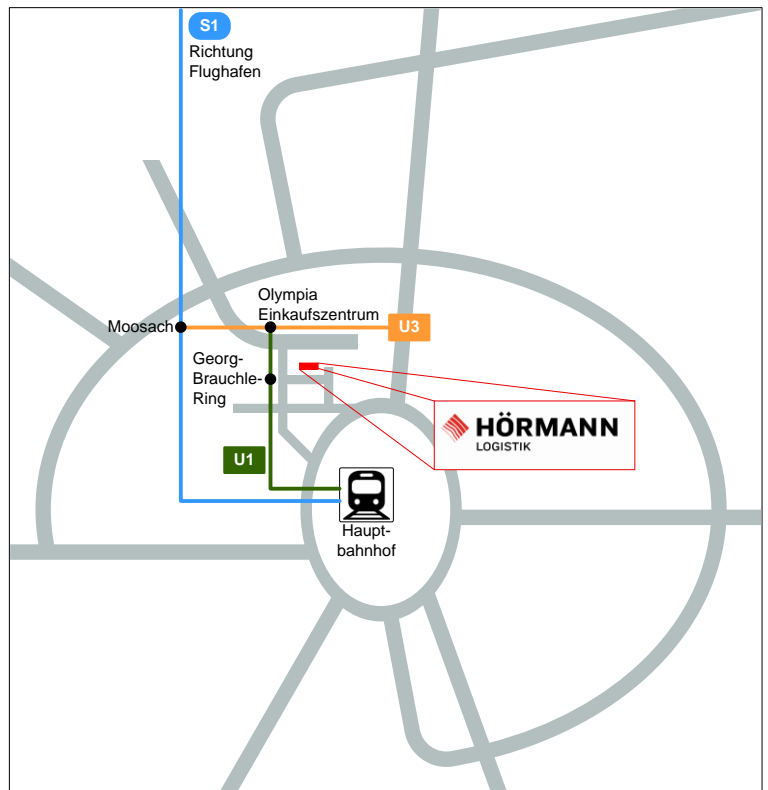 S1
Richtung
Flughafen
Olympia
Einkaufszentrum
Moosach
U3
Georg-
Brauchle-
Ring
HÖRMANN
LOGISTIK
U1
Haupt-
bahnhof